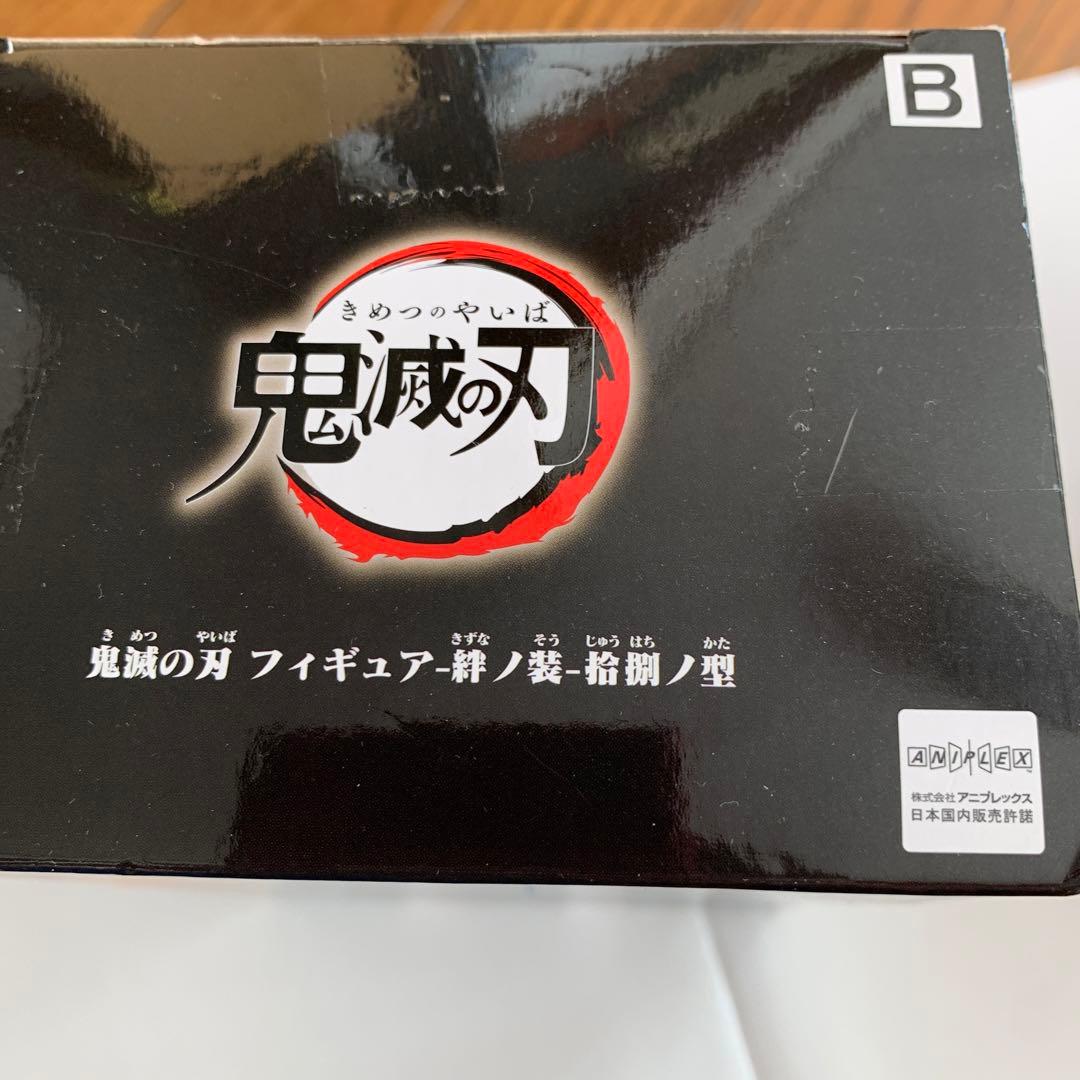 B
きめつのやいば
鬼滅の刃
き めつ やいば きずな そう じゅう はち かた
鬼滅の刃 フィギュア-絆ノ装-拾捌ノ型
ANIPLEX™
株式会社 アニプレックス
日本国内販売許諾